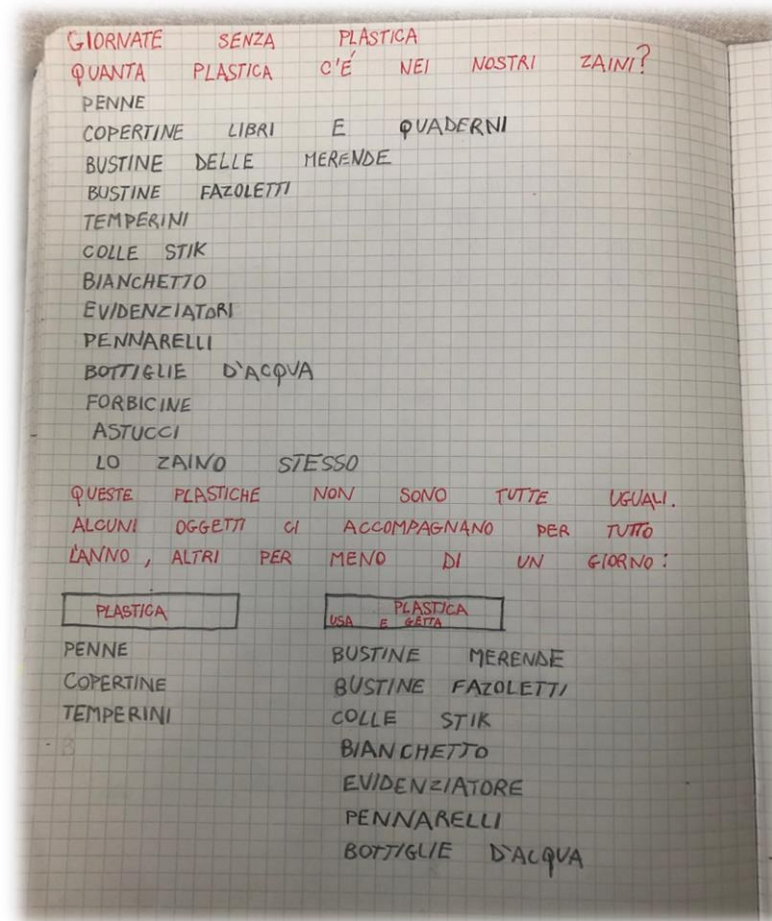 GIORNATE SENZA PLASTICA
QUANTA PLASTICA C'É NEI NOSTRI ZAINI?
PENNE
COPERTINE LIBRI E QUADERNI
BUSTINE DELLE MERENDE
BUSTINE FAZOLETTI
TEMPERINI
COLLE STIK
BIANCHETTO
EVIDENZIATORI
PENNARELLI
BOTTIGLIE D'ACQUA
FORBICINE
ASTUCCI
LO ZAINO STESSO
QUESTE PLASTICHE NON SONO TUTTE UGUALI.
ALCUNI OGGETTI CI ACCOMPAGNANO PER TUTTO
L'ANNO, ALTRI PER MENO DI UN GIORNO:
PLASTICA
PENNE
COPERTINE
TEMPERINI
PLASTICA
USA E GETTA
BUSTINE MERENDE
BUSTINE FAZOLETTI
COLLE STIK
BIANCHETTO
EVIDENZIATORE
PENNARELLI
BOTTIGLIE D'ACQUA